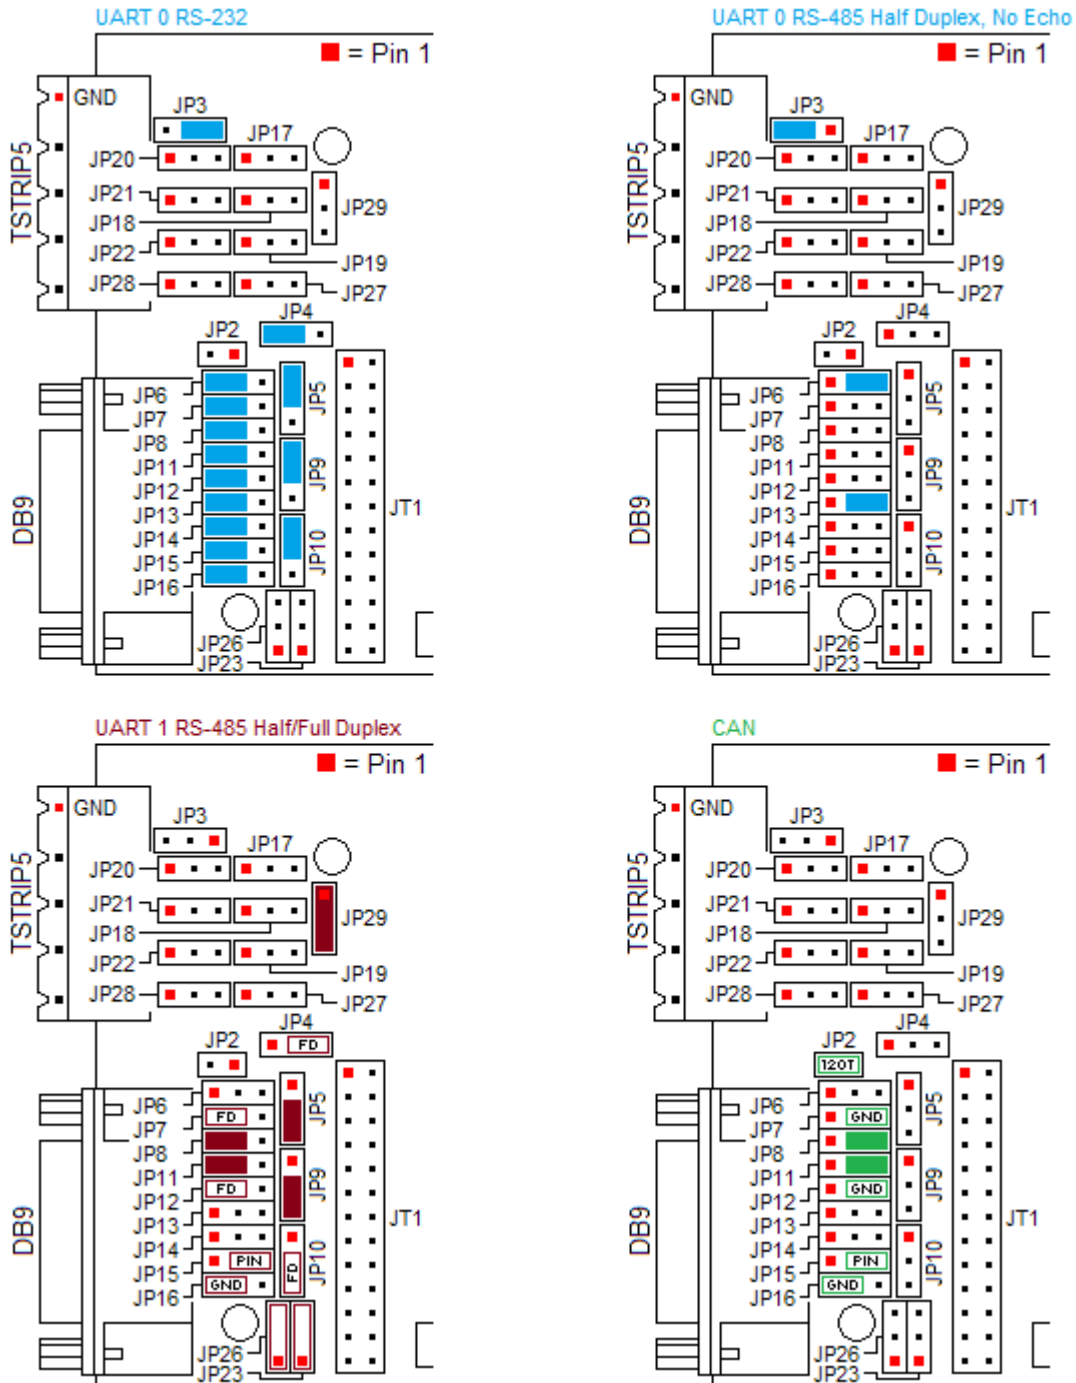 UART 0 RS-232
= Pin 1
GND
JP3
JP17
JP20
JP21
JP29
JP18
JP22
JP19
JP28
JP27
TSTRIP5
JP4
JP2
JP6
JP5
JP7
JP8
JP11
JP9
JP12
JP13
JT1
JP14
JP10
JP15
JP16
DB9
JP26
JP23
UART 0 RS-485 Half Duplex, No Echo
= Pin 1
GND
JP3
JP17
JP20
JP21
JP29
JP18
JP22
JP19
JP28
JP27
TSTRIP5
JP4
JP2
JP6
JP5
JP7
JP8
JP11
JP9
JP12
JP13
JT1
JP14
JP10
JP15
JP16
DB9
JP26
JP23
UART 1 RS-485 Half/Full Duplex
= Pin 1
GND
JP3
JP17
JP20
JP21
JP29
JP18
JP22
JP19
JP28
JP27
TSTRIP5
JP4
FD
JP2
JP6
JP5
FD
JP7
JP8
JP11
JP9
FD
JP12
JP13
JT1
JP14
PIN
JP10
FD
JP15
GND
JP16
DB9
JP26
JP23
CAN
= Pin 1
GND
JP3
JP17
JP20
JP21
JP29
JP18
JP22
JP19
JP28
JP27
TSTRIP5
JP4
JP2
120T
JP6
JP5
GND
JP7
JP8
JP11
JP9
GND
JP12
JP13
JT1
JP14
PIN
JP10
JP15
GND
JP16
DB9
JP26
JP23